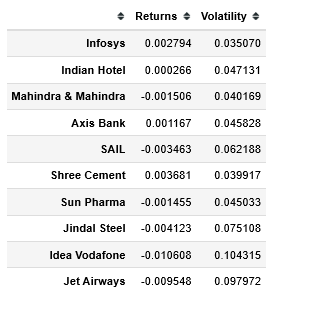 Returns Volatility
Infosys 0.002794 0.035070
Indian Hotel 0.000266 0.047131
Mahindra & Mahindra -0.001506 0.040169
Axis Bank 0.001167 0.045828
SAIL -0.003463 0.062188
Shree Cement 0.003681 0.039917
Sun Pharma -0.001455 0.045033
Jindal Steel -0.004123 0.075108
Idea Vodafone -0.010608 0.104315
Jet Airways -0.009548 0.097972